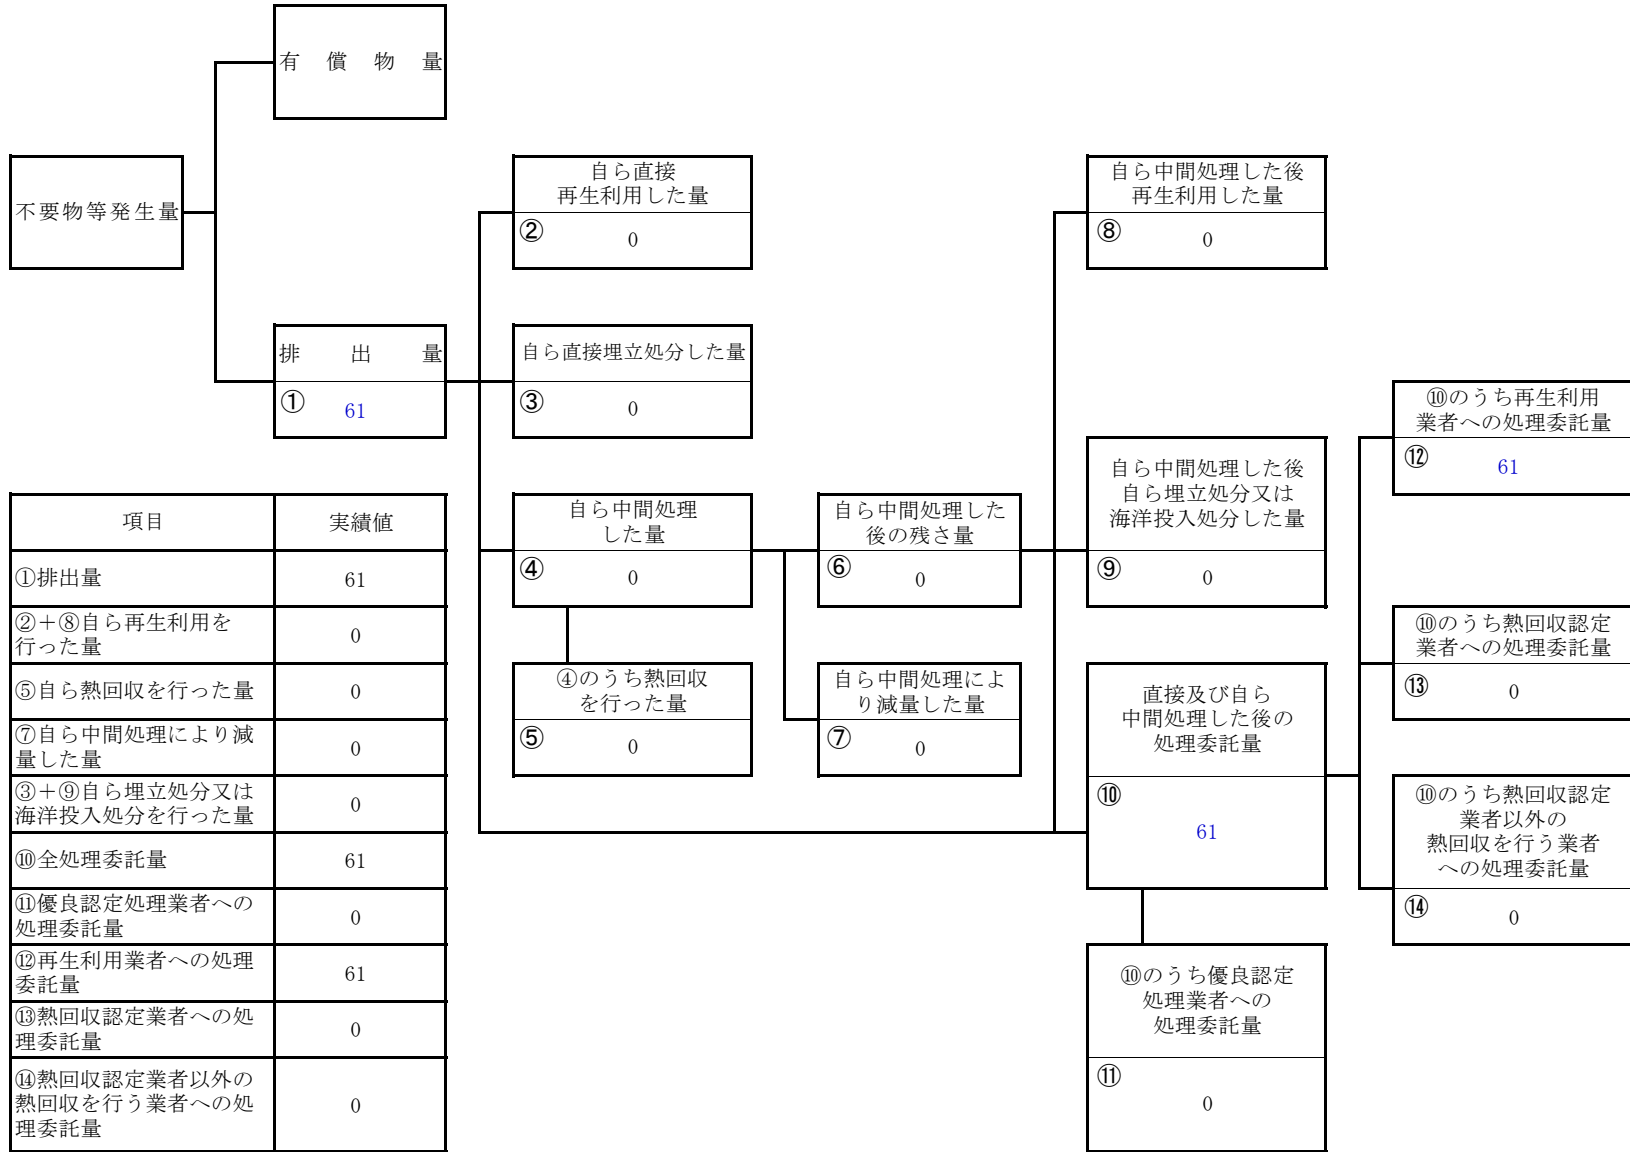 有償物量
不要物等発生量
排出量
① 61
自ら直接
再生利用した量
② 0
自ら直接埋立処分した量
③ 0
自ら中間処理
した量
④ 0
④のうち熱回収
を行った量
⑤ 0
自ら中間処理した
後の残さ量
⑥ 0
自ら中間処理によ
り減量した量
⑦ 0
自ら中間処理した後
再生利用した量
⑧ 0
自ら中間処理した後
自ら埋立処分又は
海洋投入処分した量
⑨ 0
直接及び自ら
中間処理した後の
処理委託量
⑩
61
⑩のうち優良認定
処理業者への
処理委託量
⑪
0
⑩のうち再生利用
業者への処理委託量
⑫ 61
⑩のうち熱回収認定
業者への処理委託量
⑬ 0
⑩のうち熱回収認定
業者以外の
熱回収を行う業者
への処理委託量
⑭ 0
項目 実績値
①排出量 61
②＋⑧自ら再生利用を
行った量 0
⑤自ら熱回収を行った量 0
⑦自ら中間処理により減
量した量 0
③＋⑨自ら埋立処分又は
海洋投入処分を行った量 0
⑩全処理委託量 61
⑪優良認定処理業者への
処理委託量 0
⑫再生利用業者への処理
委託量 61
⑬熱回収認定業者への処
理委託量 0
⑭熱回収認定業者以外の
熱回収を行う業者への処
理委託量 0